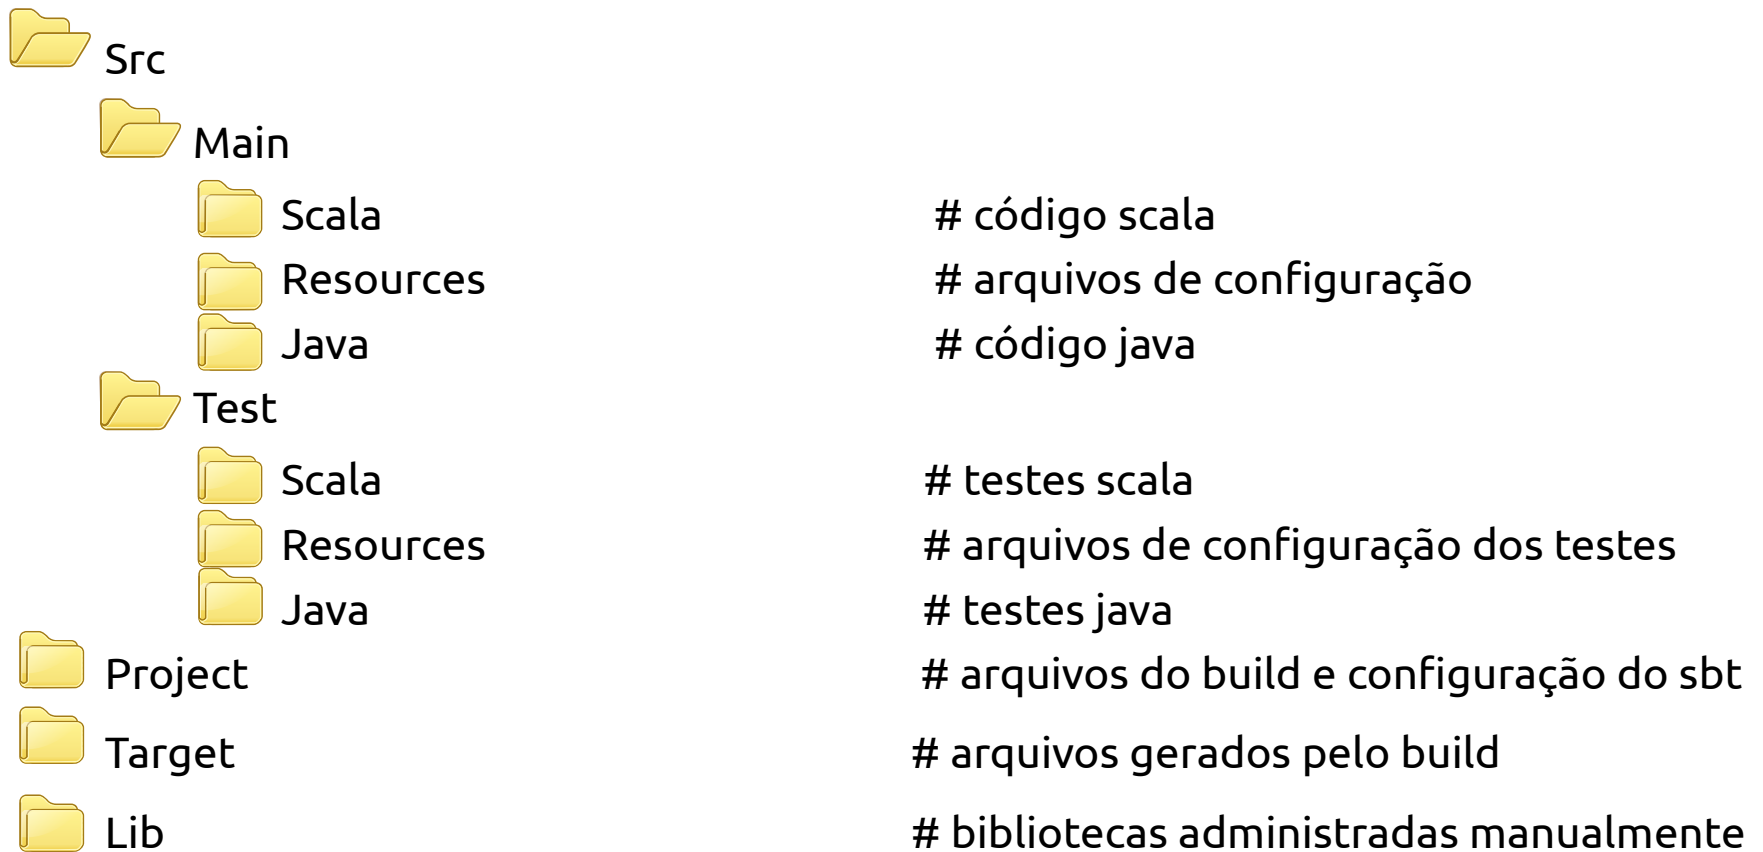 Src
Main
Scala # código scala
Resources # arquivos de configuração
Java # código java
Test
Scala # testes scala
Resources # arquivos de configuração dos testes
Java # testes java
Project # arquivos do build e configuração do sbt
Target # arquivos gerados pelo build
Lib # bibliotecas administradas manualmente